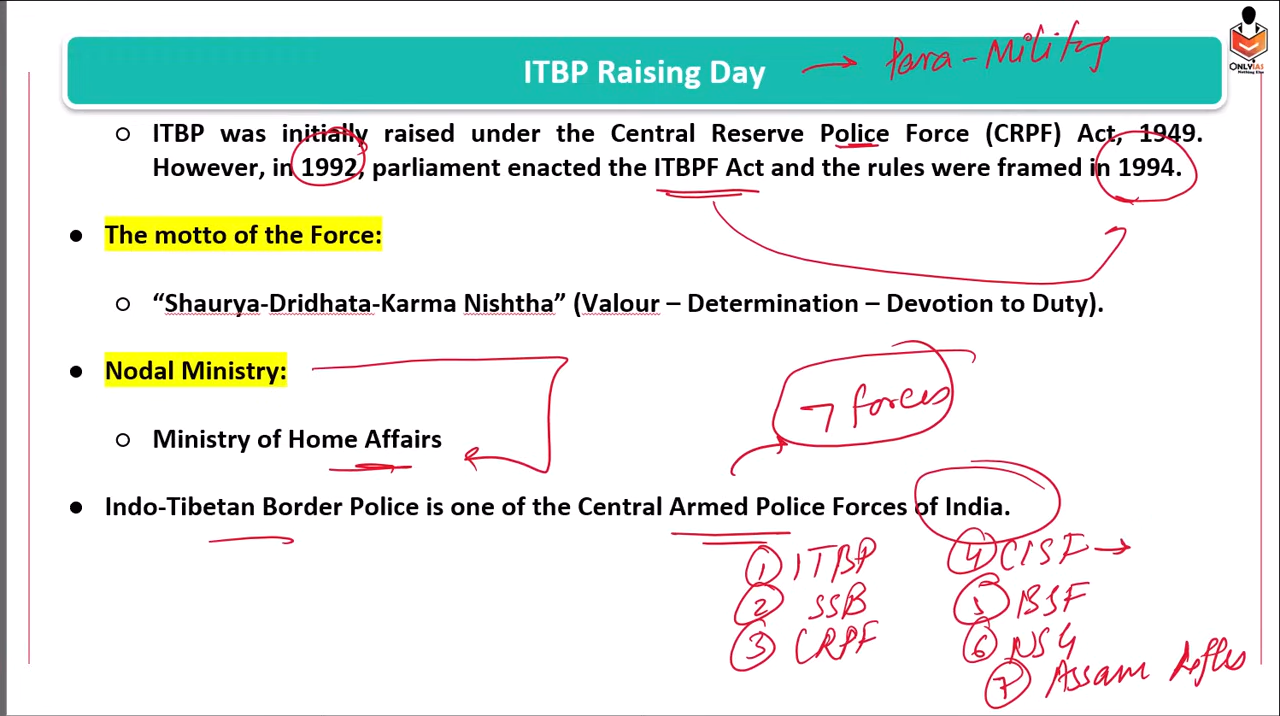 ONLYIAS
Nothing Else
ITBP Raising Day → Para-Military
○ ITBP was initially raised under the Central Reserve Police Force (CRPF) Act, 1949.
However, in 1992, parliament enacted the ITBPF Act and the rules were framed in 1994.
● The motto of the Force:
○ “Shaurya-Dridhata-Karma Nishtha” (Valour – Determination – Devotion to Duty).
● Nodal Ministry:
7 forces
○ Ministry of Home Affairs
● Indo-Tibetan Border Police is one of the Central Armed Police Forces of India.
1 ITBP
2 SSB
3 CRPF
4 CISF →
5 BSF
6 NSG
7 Assam Rifles